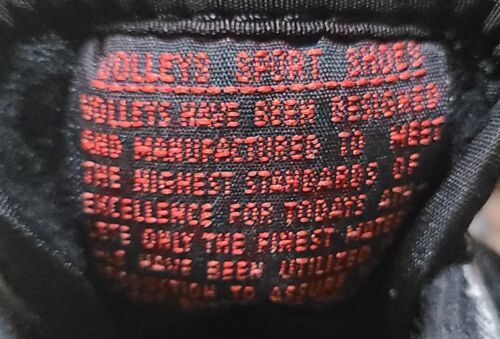 VOLLEYS SPORT SHOES
VOLLEYS HAVE BEEN DESIGNED
AND MANUFACTURED TO MEET
THE HIGHEST STANDARDS OF
EXCELLENCE FOR TODAYS
ONLY THE FINEST
HAVE BEEN UTILIZED
TO ASSURE